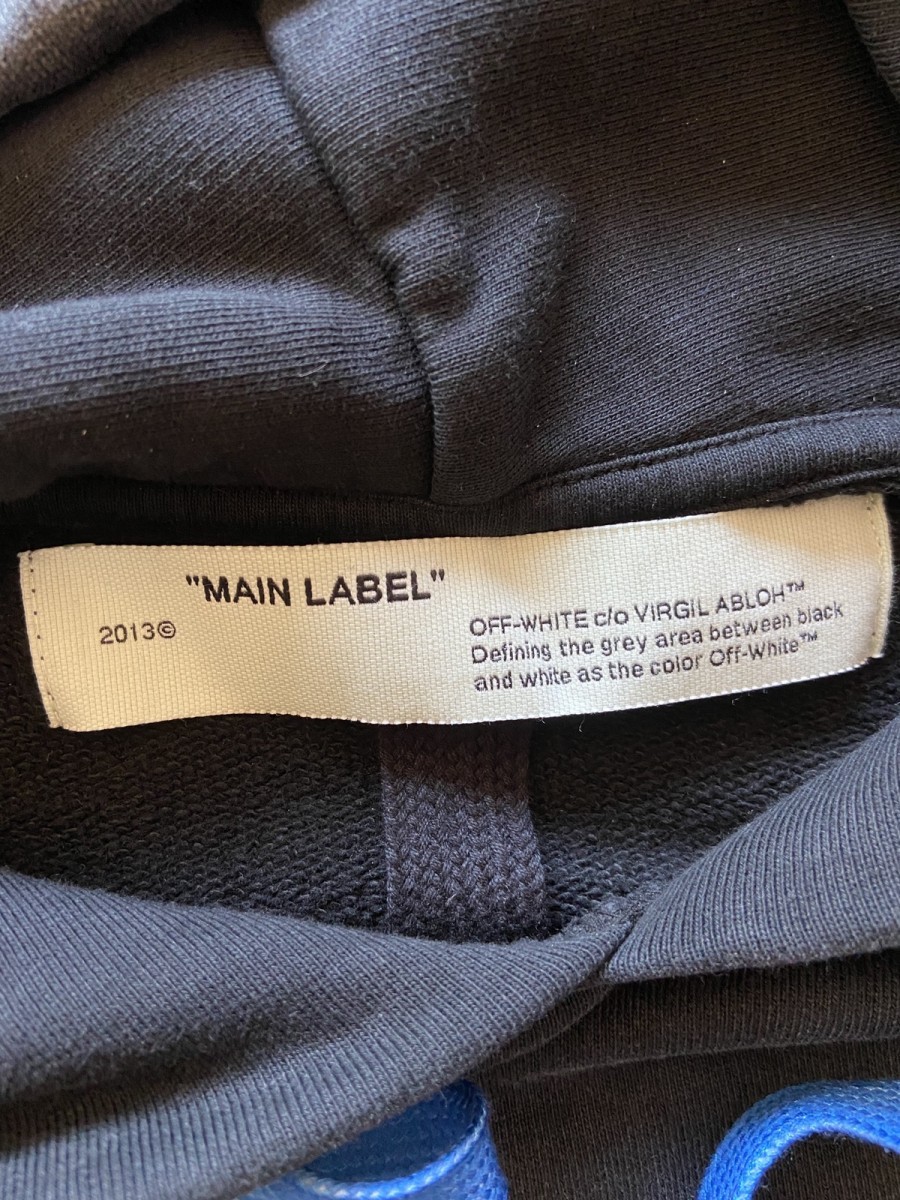 "MAIN LABEL"
2013©
OFF-WHITE c/o VIRGIL ABLOH™
Defining the grey area between black
and white as the color Off-White™